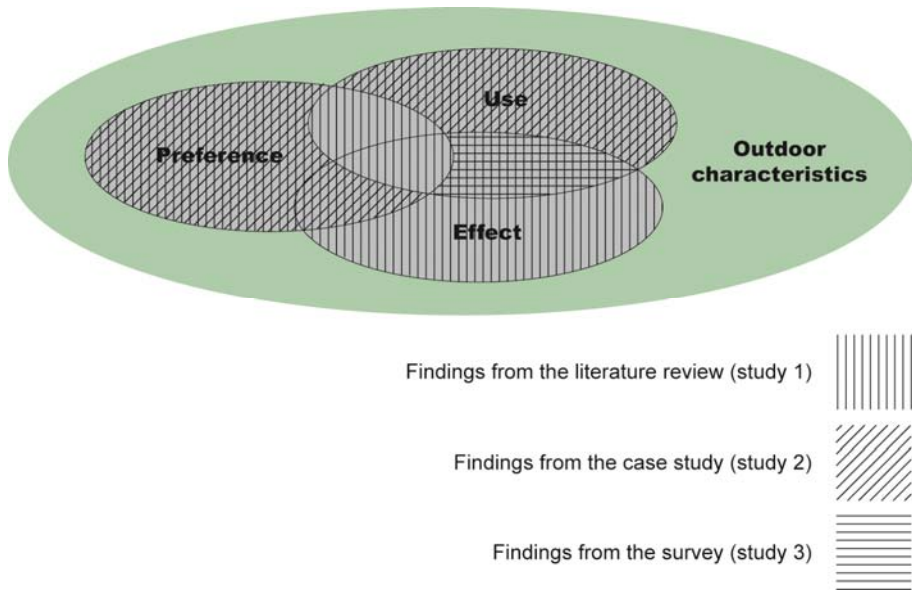 Use
Preference
Outdoor
characteristics
Effect
Findings from the literature review (study 1)
Findings from the case study (study 2)
Findings from the survey (study 3)